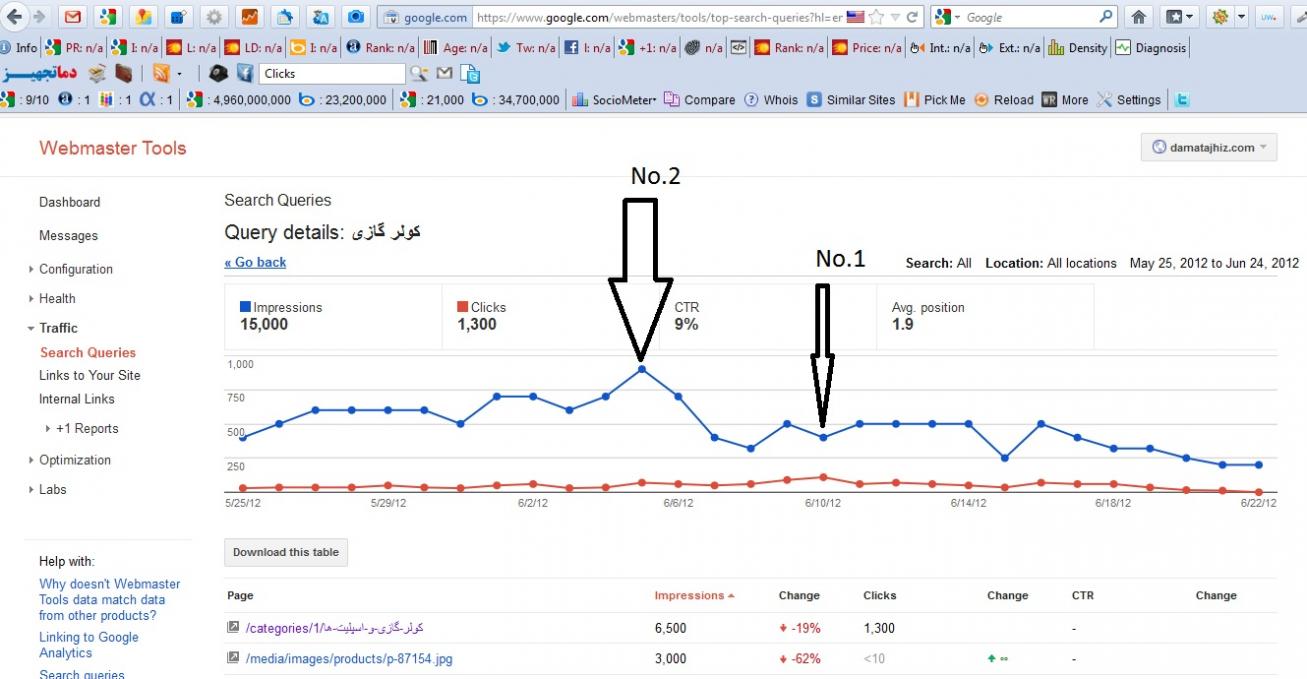 google.com https://www.google.com/webmasters/tools/top-search-queries?hl=er Google
Info PR: n/a I: n/a L: n/a LD: n/a I: n/a Rank: n/a Age: n/a Tw: n/a l: n/a +1: n/a n/a Rank: n/a Price: n/a Int.: n/a Ext.: n/a Density Diagnosis
دماتجهیز Clicks
: 9/10 : 1 : 1 : 1 : 4,960,000,000 : 23,200,000 : 21,000 : 34,700,000 SocioMeter Compare Whois Similar Sites Pick Me Reload More Settings
Webmaster Tools
damatajhiz.com
No.2
Dashboard
Search Queries
Messages
Query details: کولر گازی
No.1
« Go back
Search: All Location: All locations May 25, 2012 to Jun 24, 2012
Configuration
Health
Traffic
Search Queries
Links to Your Site
Internal Links
+1 Reports
Optimization
Labs
Impressions
15,000
Clicks
1,300
CTR
9%
Avg. position
1.9
1,000
750
500
250
5/25/12 5/29/12 6/2/12 6/6/12 6/10/12 6/14/12 6/18/12 6/22/12
Download this table
Help with:
Why doesn't Webmaster
Tools data match data
from other products?
Linking to Google
Analytics
Search queries
Page Impressions Change Clicks Change CTR Change
/categories/1/کولر-گازی-و-اسپلیت-ها 6,500 -19% 1,300 -
/media/images/products/p-87154.jpg 3,000 -62% <10 ∞ -